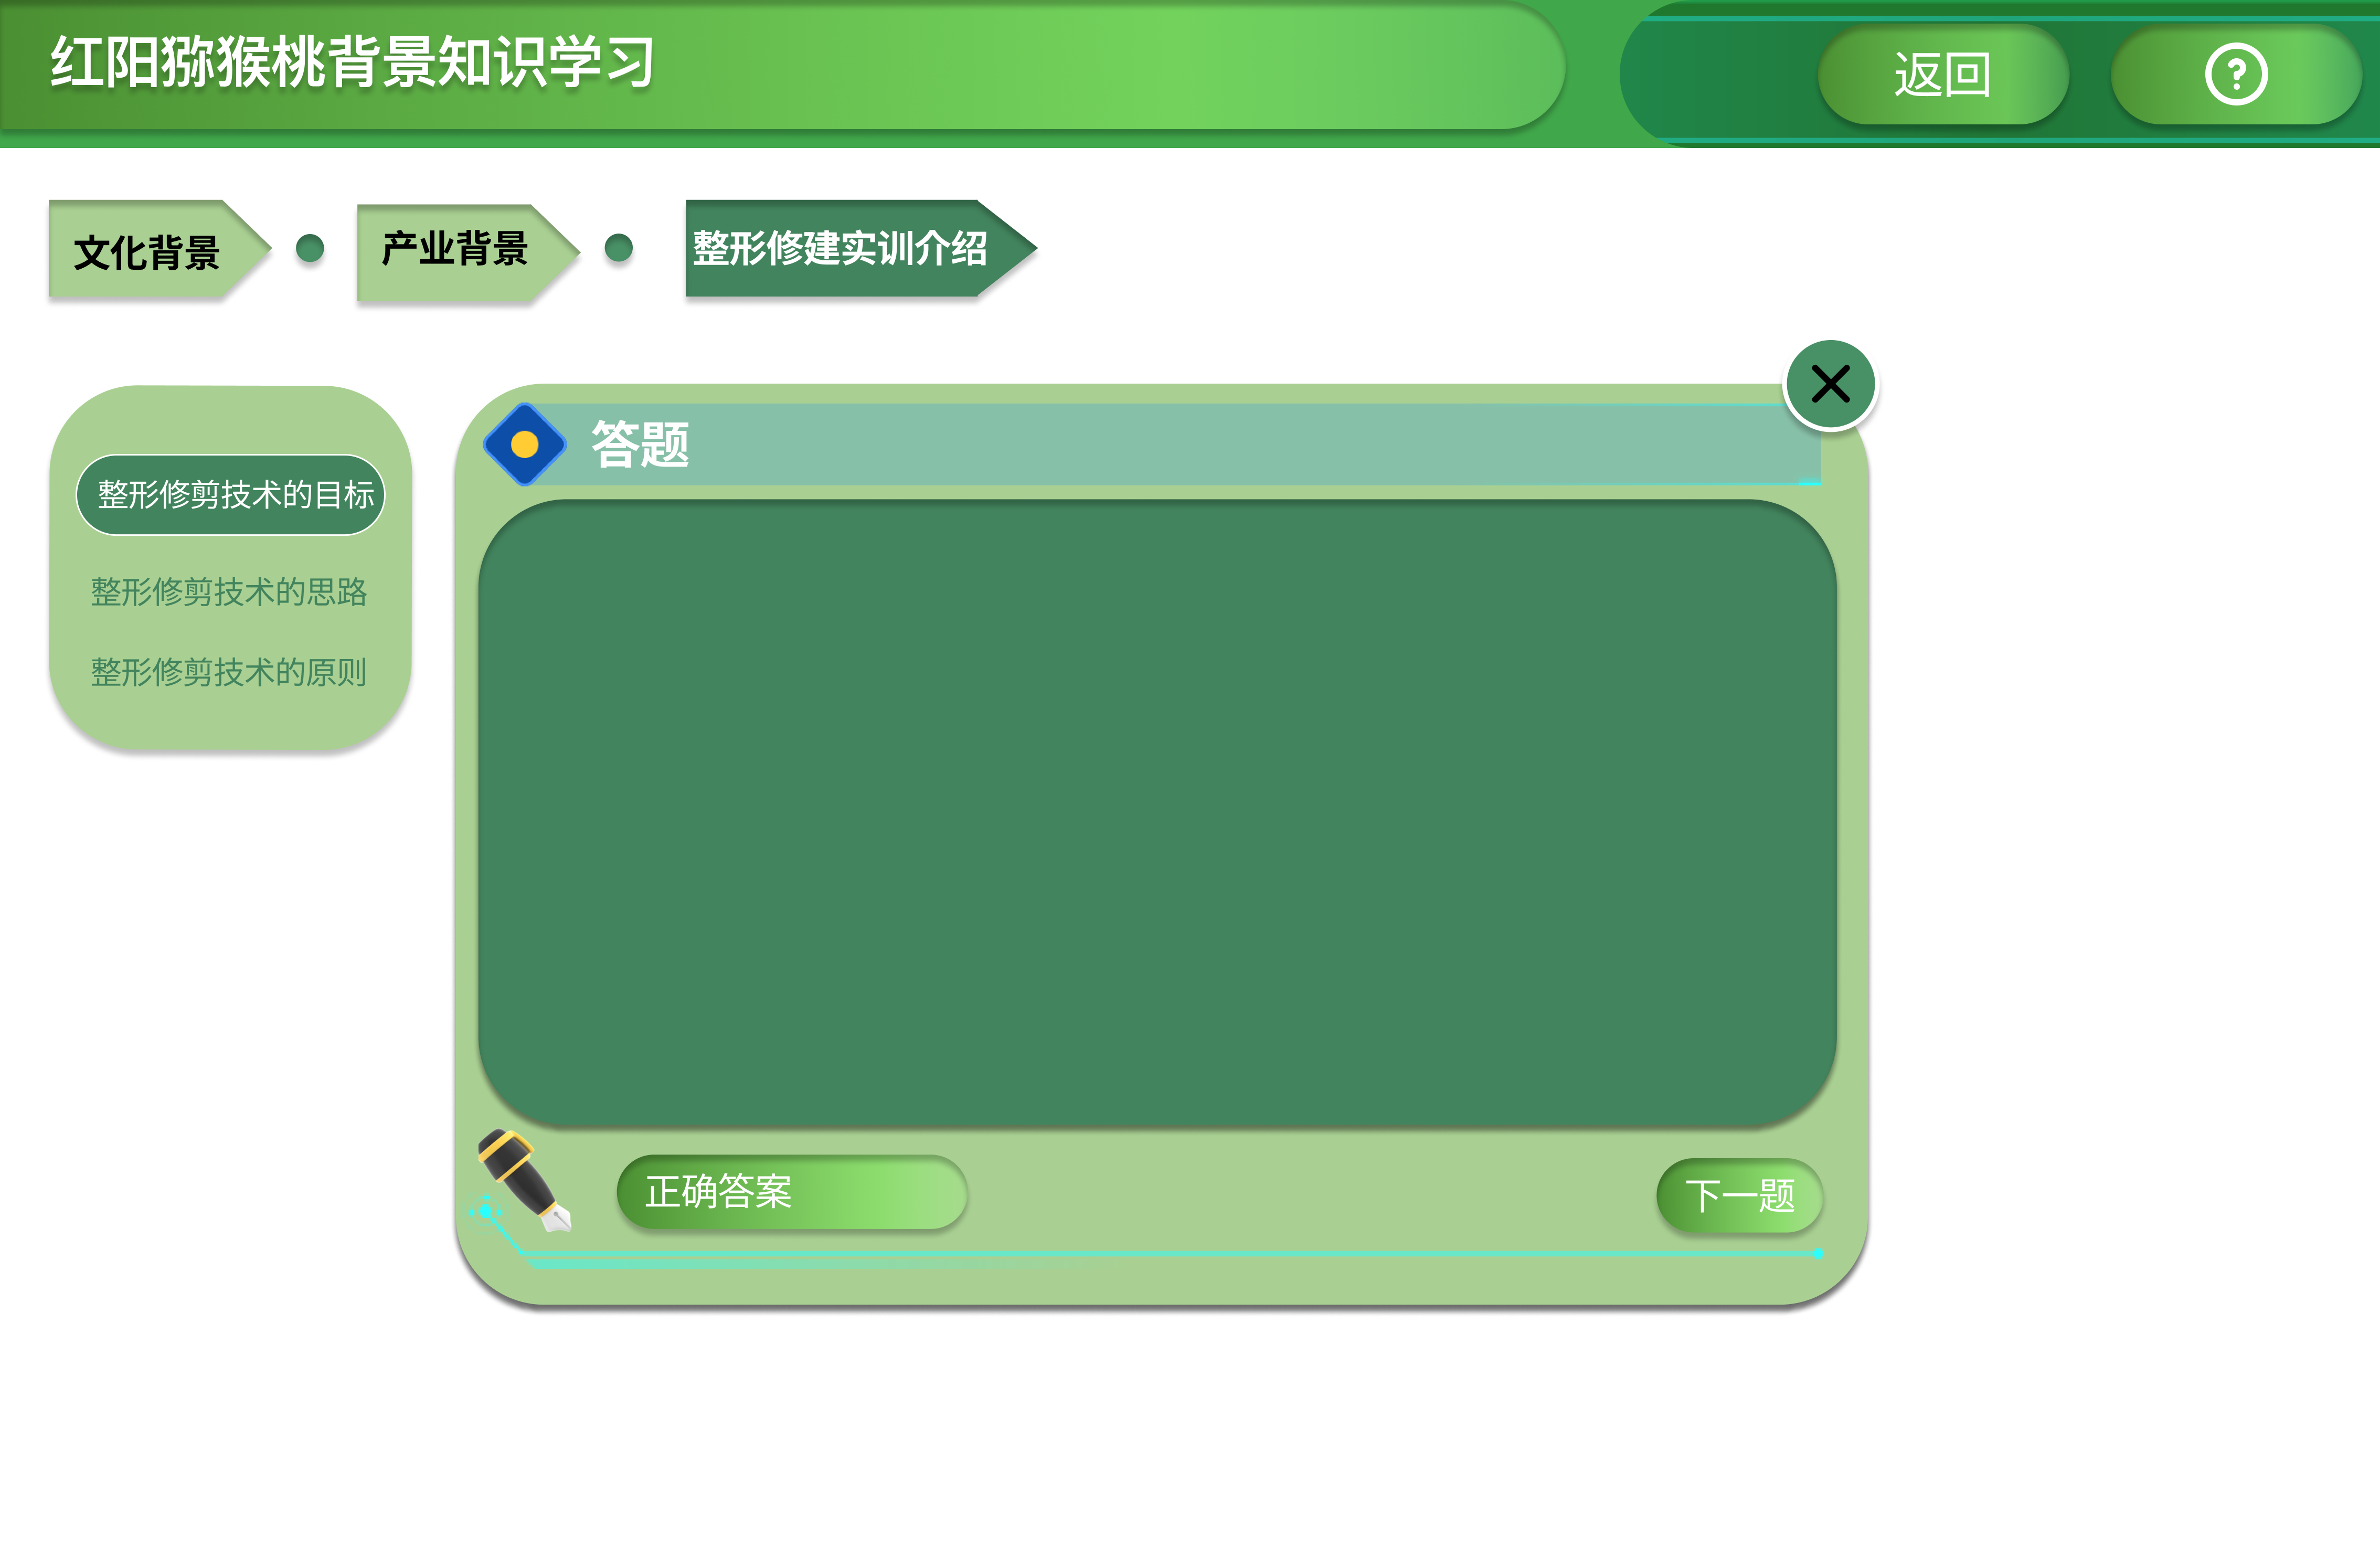 红阳猕猴桃背景知识学习
返回
文化背景
产业背景
整形修建实训介绍
整形修剪技术的目标
整形修剪技术的思路
整形修剪技术的原则
答题
正确答案
下一题